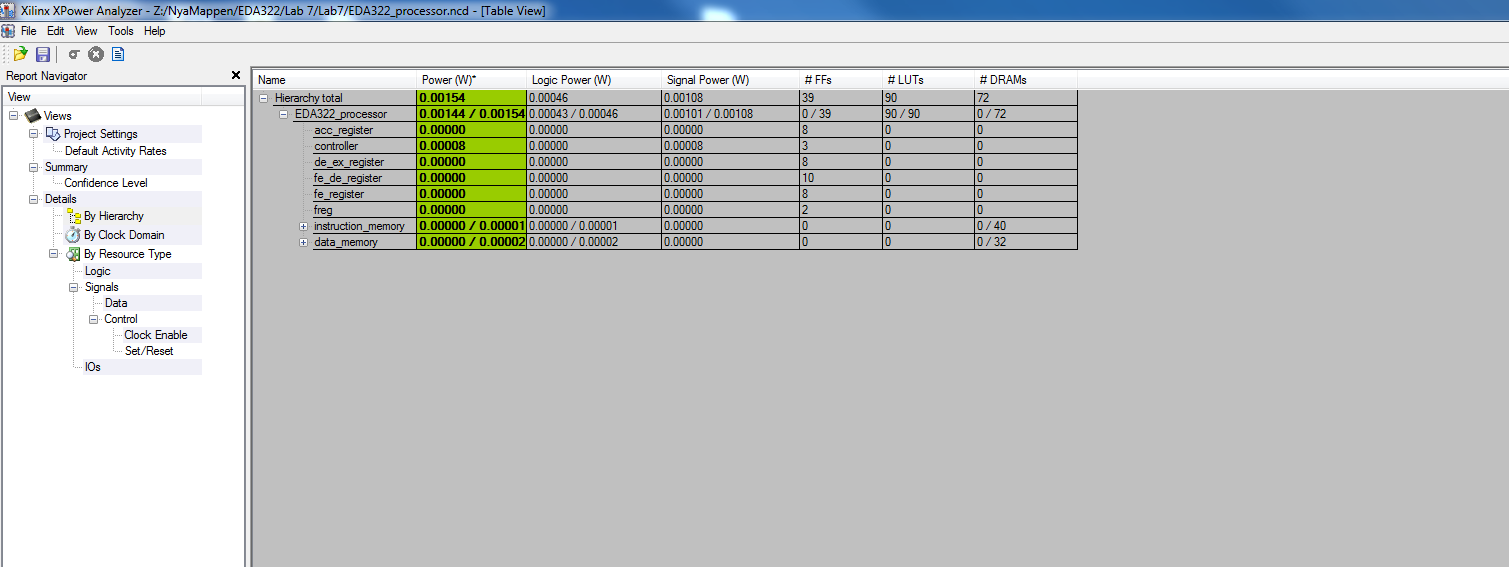 Xilinx XPower Analyzer - Z:/NyaMappen/EDA322/Lab 7/Lab7/EDA322_processor.ncd - [Table View]
File Edit View Tools Help
Report Navigator
View
Views
Project Settings
Default Activity Rates
Summary
Confidence Level
Details
By Hierarchy
By Clock Domain
By Resource Type
Logic
Signals
Data
Control
Clock Enable
Set/Reset
IOs
Name Power (W)* Logic Power (W) Signal Power (W) # FFs # LUTs # DRAMs
Hierarchy total 0.00154 0.00046 0.00108 39 90 72
EDA322_processor 0.00144 / 0.00154 0.00043 / 0.00046 0.00101 / 0.00108 0 / 39 90 / 90 0 / 72
acc_register 0.00000 0.00000 0.00000 8 0 0
controller 0.00008 0.00000 0.00008 3 0 0
de_ex_register 0.00000 0.00000 0.00000 8 0 0
fe_de_register 0.00000 0.00000 0.00000 10 0 0
fe_register 0.00000 0.00000 0.00000 8 0 0
freg 0.00000 0.00000 0.00000 2 0 0
instruction_memory 0.00000 / 0.00001 0.00000 / 0.00001 0.00000 0 0 0 / 40
data_memory 0.00000 / 0.00002 0.00000 / 0.00002 0.00000 0 0 0 / 32